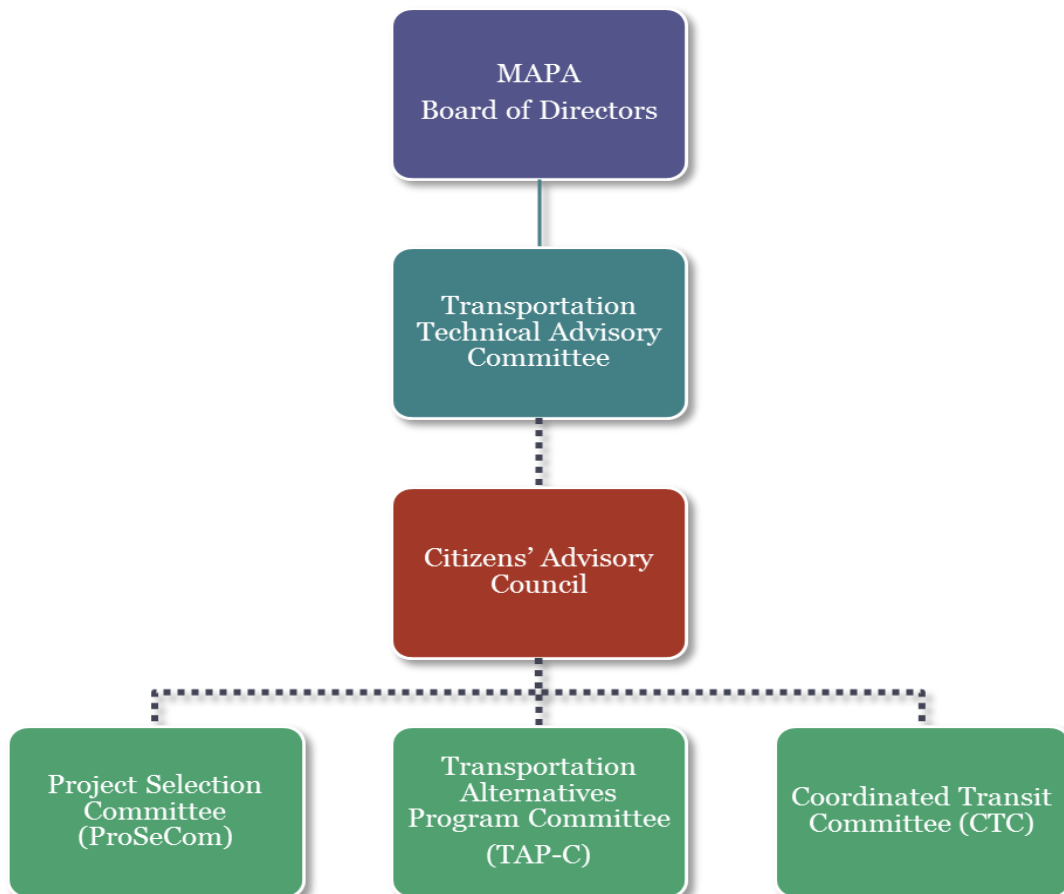 MAPA
Board of Directors
Transportation
Technical Advisory
Committee
Citizens’ Advisory
Council
Project Selection
Committee
(ProSeCom)
Transportation
Alternatives
Program Committee
(TAP-C)
Coordinated Transit
Committee (CTC)